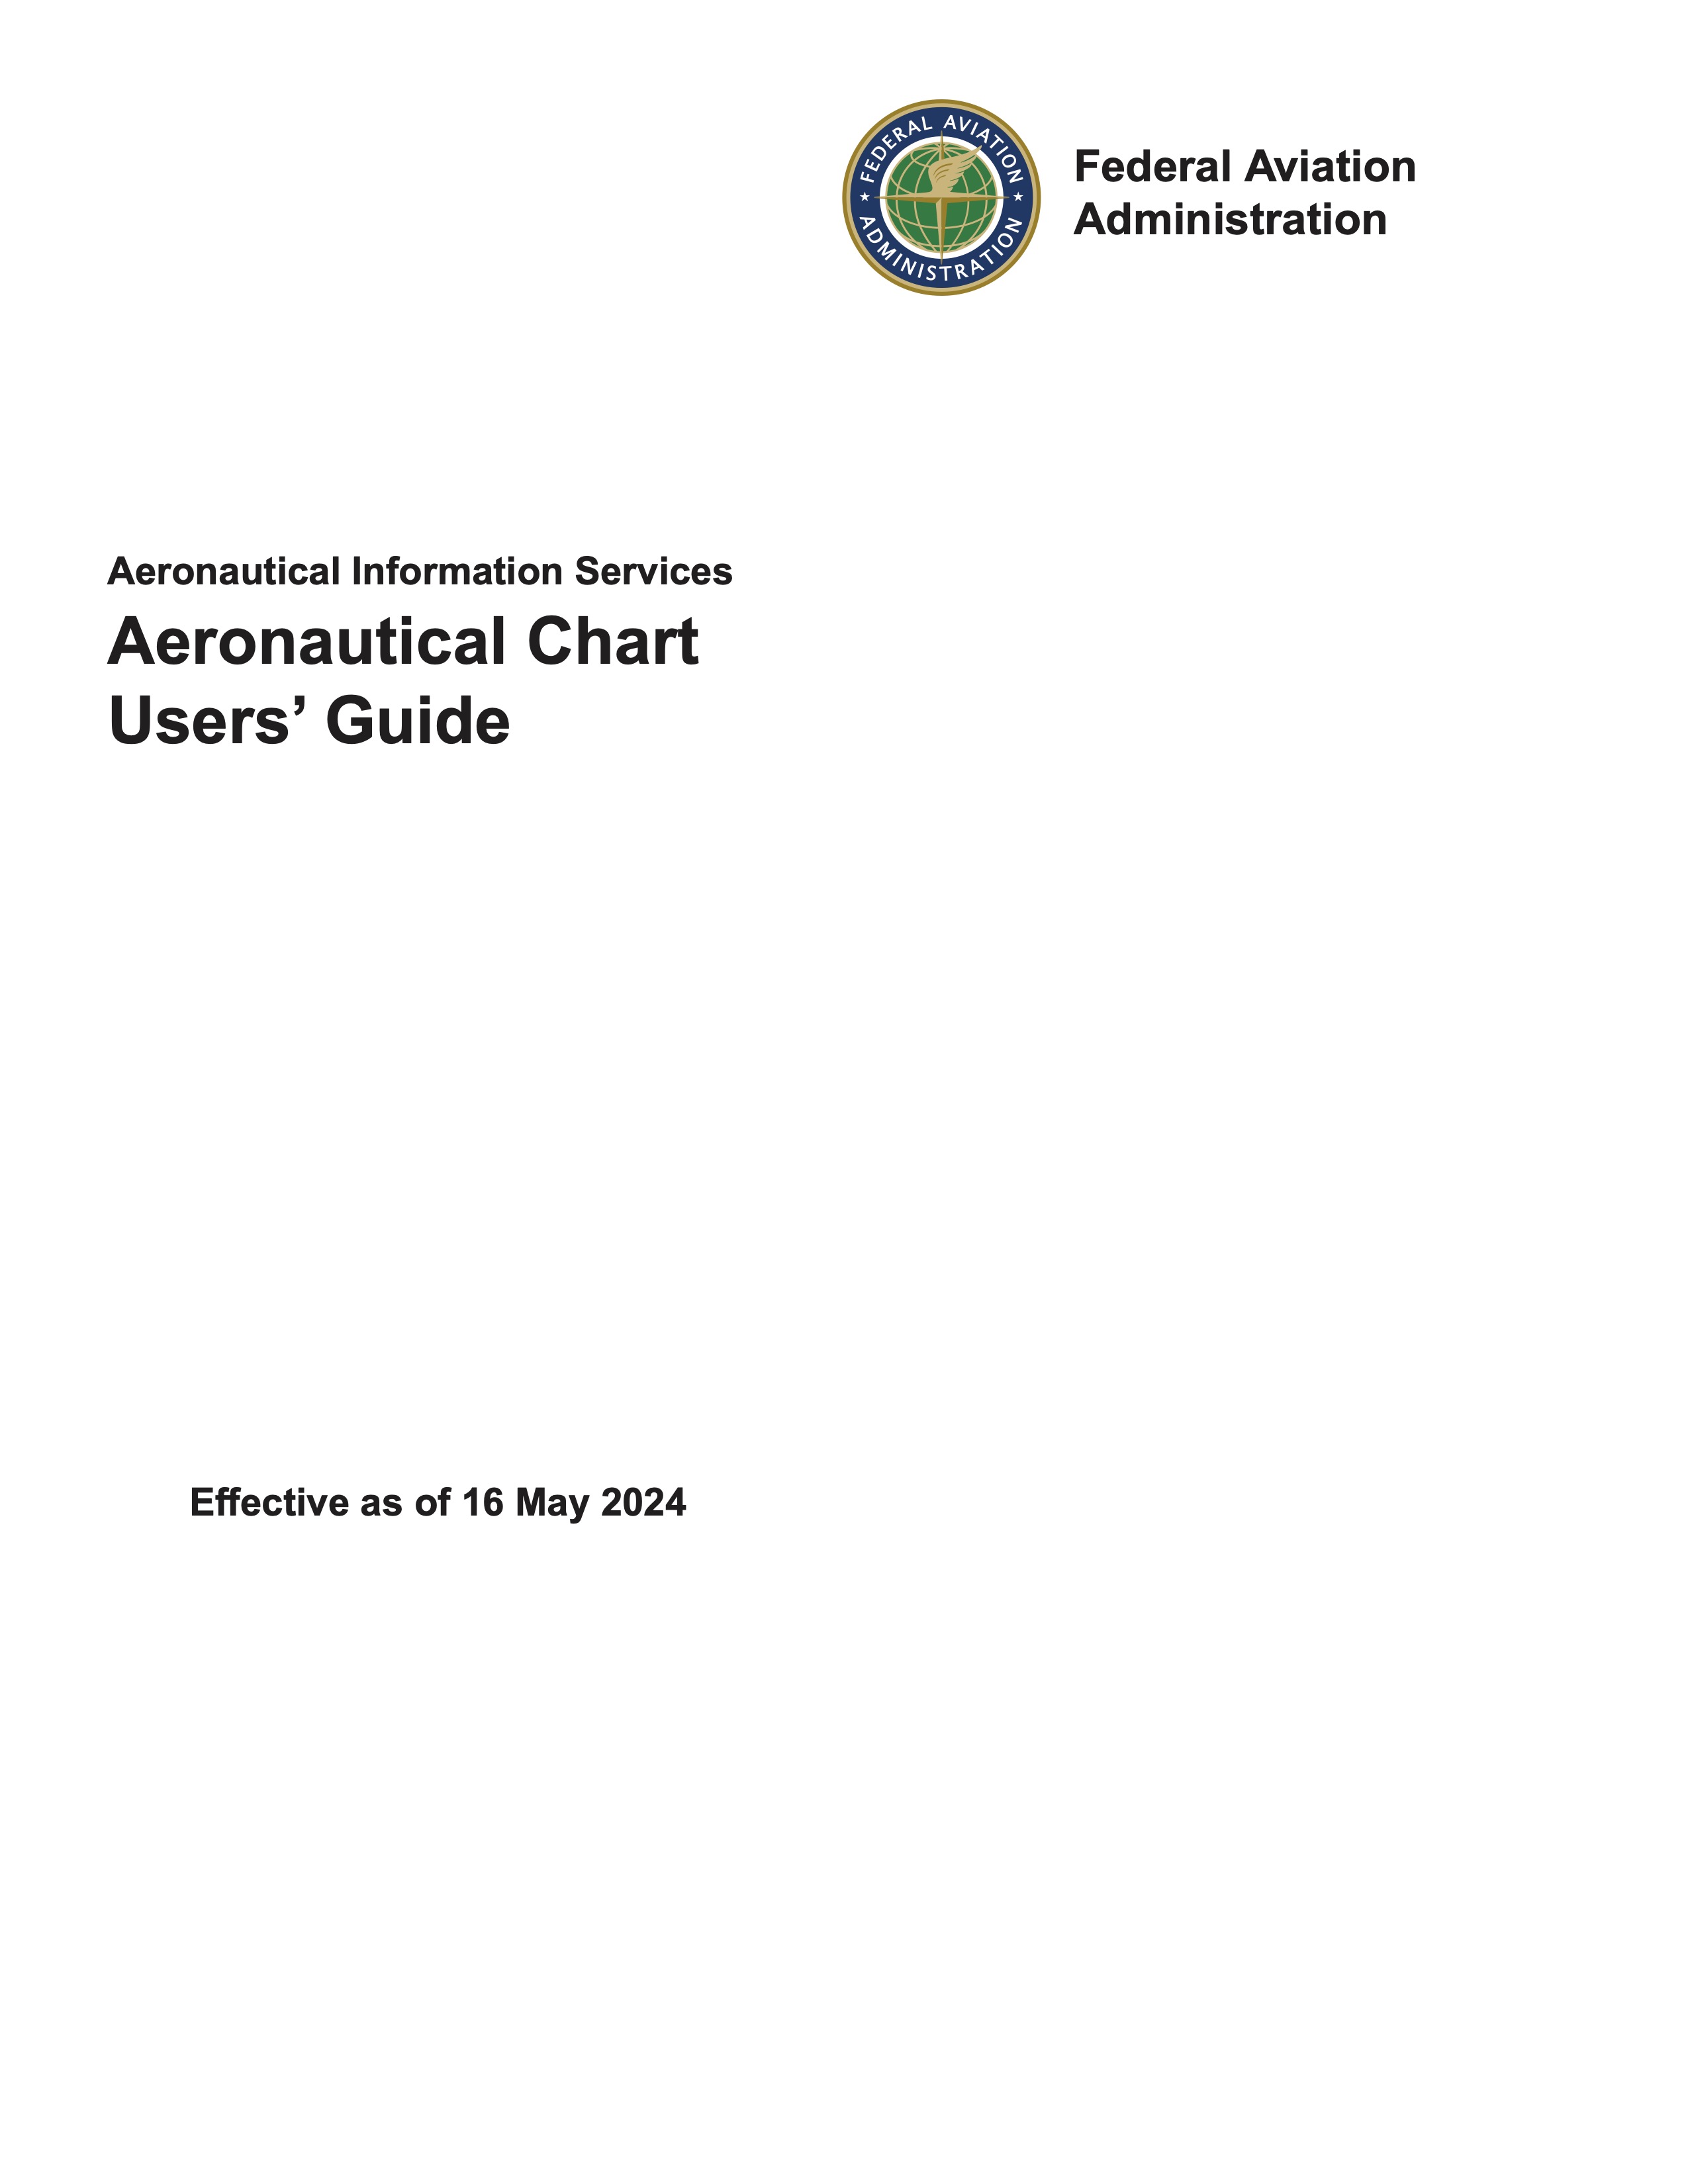 FEDERAL AVIATION
ADMINISTRATION
Federal Aviation
Administration
Aeronautical Information Services
Aeronautical Chart
Users’ Guide
Effective as of 16 May 2024